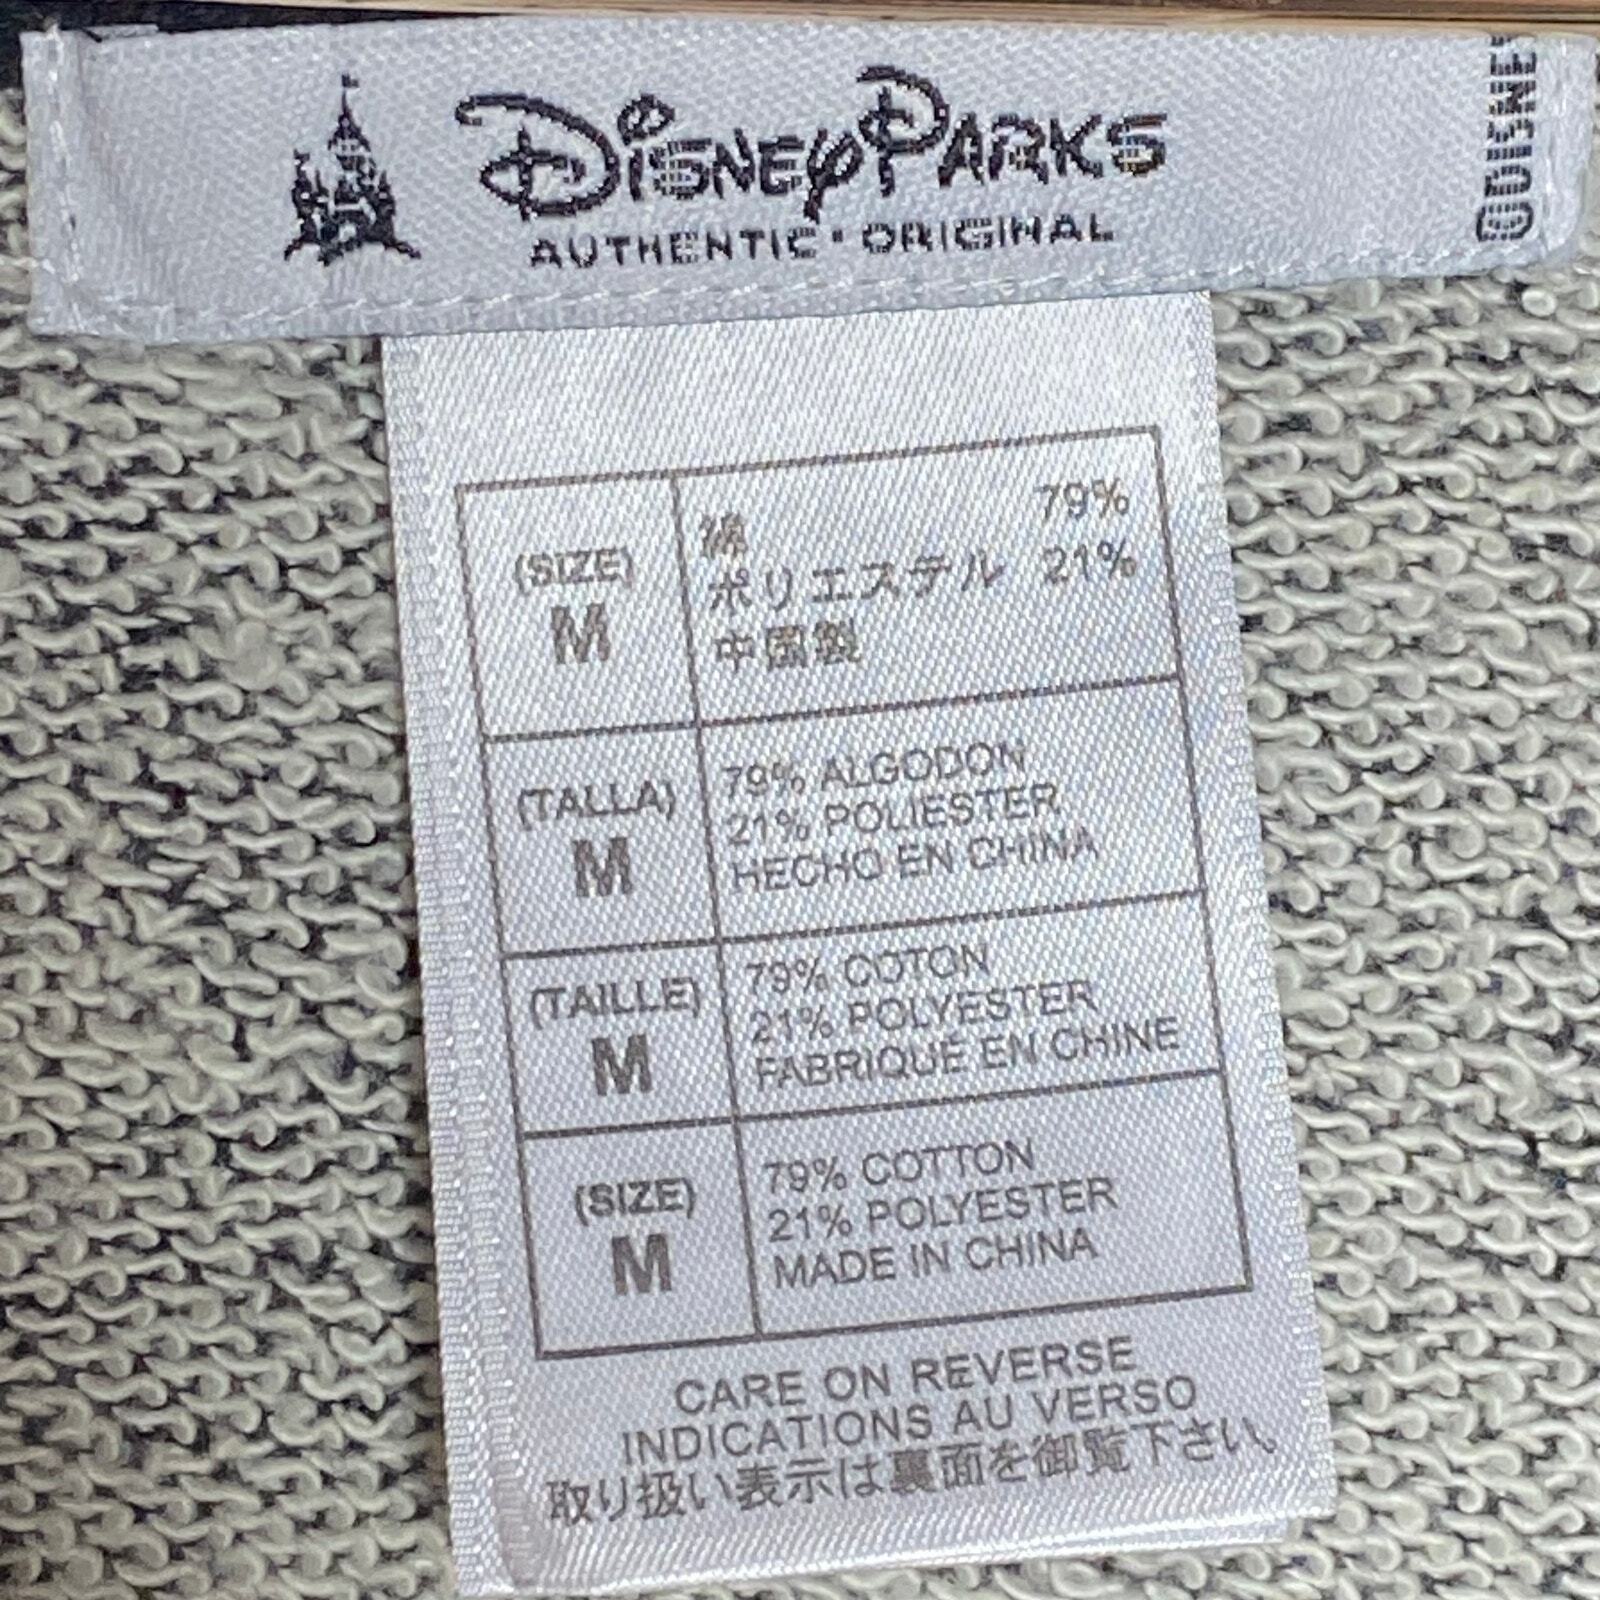 DISNEY PARKS
AUTHENTIC • ORIGINAL
©DISNEY
(SIZE)
M
綿 79%
ポリエステル 21%
中国製
(TALLA)
M
79% ALGODON
21% POLIESTER
HECHO EN CHINA
(TAILLE)
M
79% COTON
21% POLYESTER
FABRIQUE EN CHINE
(SIZE)
M
79% COTTON
21% POLYESTER
MADE IN CHINA
CARE ON REVERSE
INDICATIONS AU VERSO
取り扱い表示は裏面を御覧下さい。